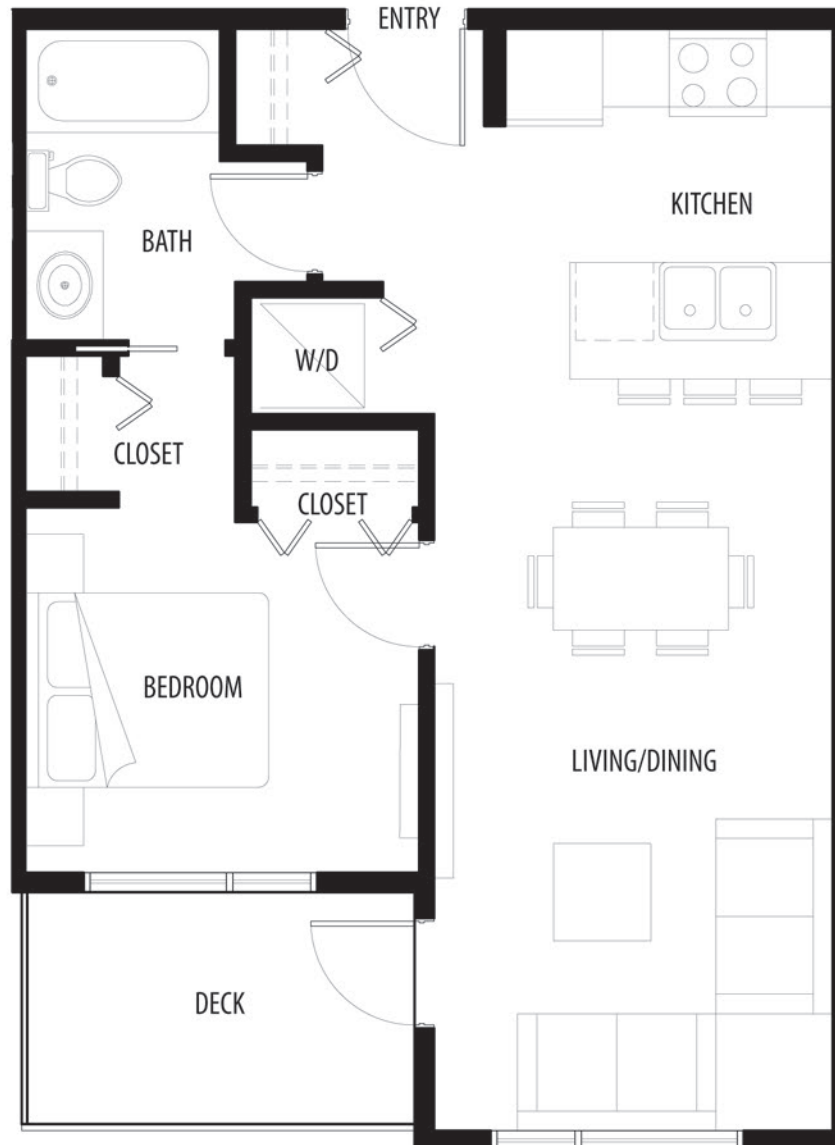 ENTRY
KITCHEN
BATH
W/D
CLOSET
CLOSET
BEDROOM
LIVING/DINING
DECK